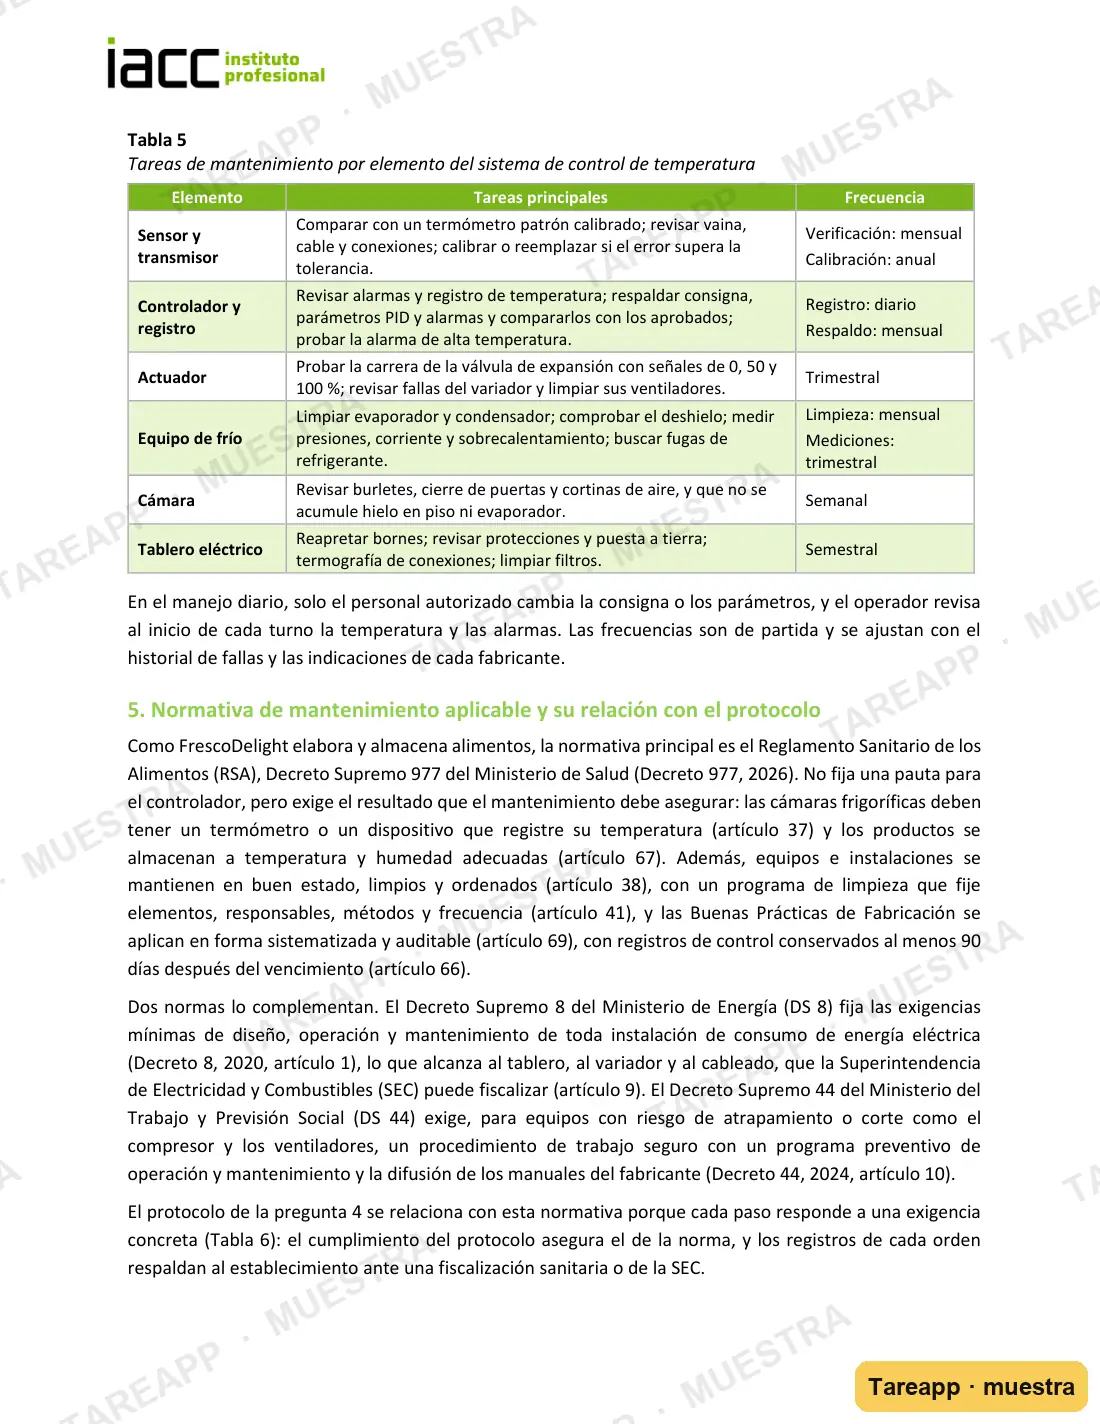 iacc instituto
profesional
Tabla 5
Tareas de mantenimiento por elemento del sistema de control de temperatura
Elemento Tareas principales Frecuencia
Sensor y
transmisor
Comparar con un termómetro patrón calibrado; revisar vaina,
cable y conexiones; calibrar o reemplazar si el error supera la
tolerancia.
Verificación: mensual
Calibración: anual
Controlador y
registro
Revisar alarmas y registro de temperatura; respaldar consigna,
parámetros PID y alarmas y compararlos con los aprobados;
probar la alarma de alta temperatura.
Registro: diario
Respaldo: mensual
Actuador
Probar la carrera de la válvula de expansión con señales de 0, 50 y
100 %; revisar fallas del variador y limpiar sus ventiladores.
Trimestral
Equipo de frío
Limpiar evaporador y condensador; comprobar el deshielo; medir
presiones, corriente y sobrecalentamiento; buscar fugas de
refrigerante.
Limpieza: mensual
Mediciones:
trimestral
Cámara
Revisar burletes, cierre de puertas y cortinas de aire, y que no se
acumule hielo en piso ni evaporador.
Semanal
Tablero eléctrico
Reapretar bornes; revisar protecciones y puesta a tierra;
termografía de conexiones; limpiar filtros.
Semestral
En el manejo diario, solo el personal autorizado cambia la consigna o los parámetros, y el operador revisa
al inicio de cada turno la temperatura y las alarmas. Las frecuencias son de partida y se ajustan con el
historial de fallas y las indicaciones de cada fabricante.
5. Normativa de mantenimiento aplicable y su relación con el protocolo
Como FrescoDelight elabora y almacena alimentos, la normativa principal es el Reglamento Sanitario de los
Alimentos (RSA), Decreto Supremo 977 del Ministerio de Salud (Decreto 977, 2026). No fija una pauta para
el controlador, pero exige el resultado que el mantenimiento debe asegurar: las cámaras frigoríficas deben
tener un termómetro o un dispositivo que registre su temperatura (artículo 37) y los productos se
almacenan a temperatura y humedad adecuadas (artículo 67). Además, equipos e instalaciones se
mantienen en buen estado, limpios y ordenados (artículo 38), con un programa de limpieza que fije
elementos, responsables, métodos y frecuencia (artículo 41), y las Buenas Prácticas de Fabricación se
aplican en forma sistematizada y auditable (artículo 69), con registros de control conservados al menos 90
días después del vencimiento (artículo 66).
Dos normas lo complementan. El Decreto Supremo 8 del Ministerio de Energía (DS 8) fija las exigencias
mínimas de diseño, operación y mantenimiento de toda instalación de consumo de energía eléctrica
(Decreto 8, 2020, artículo 1), lo que alcanza al tablero, al variador y al cableado, que la Superintendencia
de Electricidad y Combustibles (SEC) puede fiscalizar (artículo 9). El Decreto Supremo 44 del Ministerio del
Trabajo y Previsión Social (DS 44) exige, para equipos con riesgo de atrapamiento o corte como el
compresor y los ventiladores, un procedimiento de trabajo seguro con un programa preventivo de
operación y mantenimiento y la difusión de los manuales del fabricante (Decreto 44, 2024, artículo 10).
El protocolo de la pregunta 4 se relaciona con esta normativa porque cada paso responde a una exigencia
concreta (Tabla 6): el cumplimiento del protocolo asegura el de la norma, y los registros de cada orden
respaldan al establecimiento ante una fiscalización sanitaria o de la SEC.
Tareapp · muestra
TAREAPP · MUESTRA